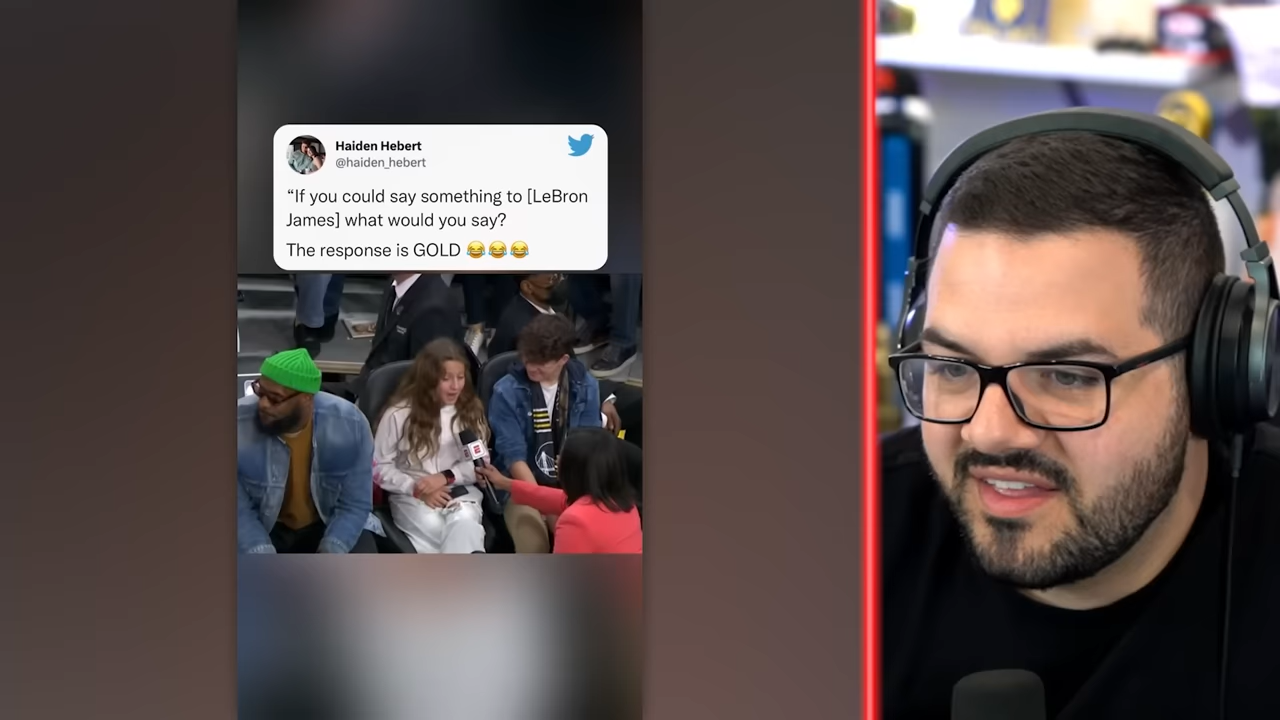 Haiden Hebert
@haiden_hebert
“If you could say something to [LeBron
James] what would you say?
The response is GOLD 😂😂😂